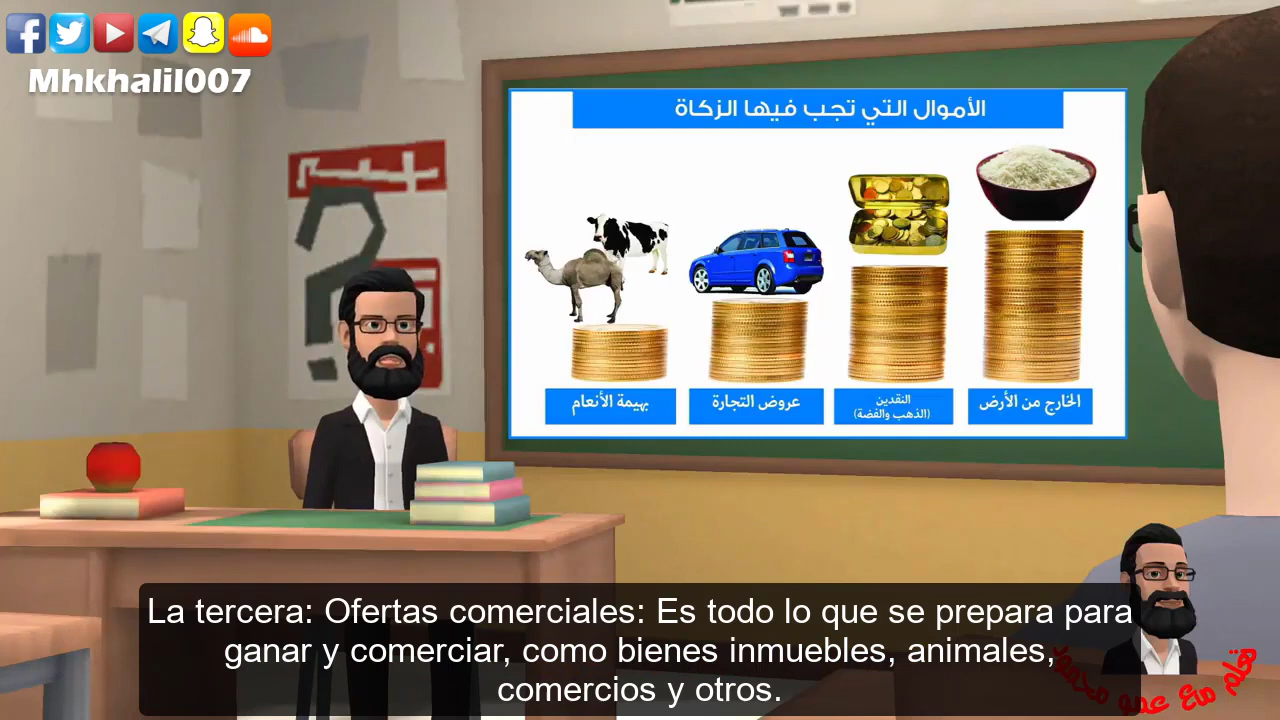 Mhkhalil007
الأموال التي تجب فيها الزكاة
بهيمة الأنعام
عروض التجارة
النقدين
(الذهب والفضة)
الخارج من الأرض
La tercera: Ofertas comerciales: Es todo lo que se prepara para
ganar y comerciar, como bienes inmuebles, animales,
comercios y otros.
تعلم مع عمو محمود